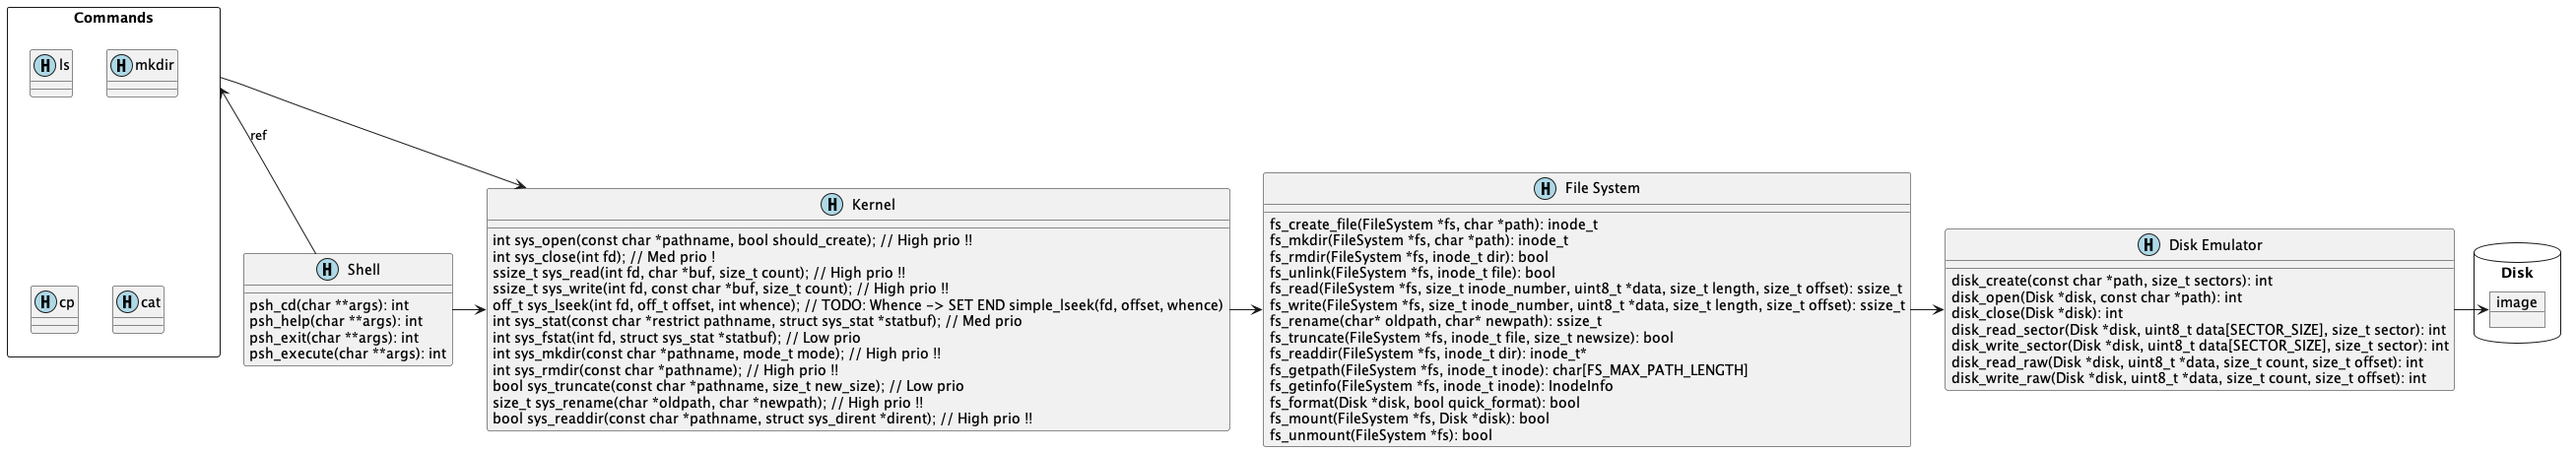 Commands
H ls
H mkdir
H cp
H cat
ref
H Shell
psh_cd(char **args): int
psh_help(char **args): int
psh_exit(char **args): int
psh_execute(char **args): int
H Kernel
int sys_open(const char *pathname, bool should_create); // High prio !!
int sys_close(int fd); // Med prio !
ssize_t sys_read(int fd, char *buf, size_t count); // High prio !!
ssize_t sys_write(int fd, const char *buf, size_t count); // High prio !!
off_t sys_lseek(int fd, off_t offset, int whence); // TODO: Whence -> SET END simple_lseek(fd, offset, whence)
int sys_stat(const char *restrict pathname, struct sys_stat *statbuf); // Med prio
int sys_fstat(int fd, struct sys_stat *statbuf); // Low prio
int sys_mkdir(const char *pathname, mode_t mode); // High prio !!
int sys_rmdir(const char *pathname); // High prio !!
bool sys_truncate(const char *pathname, size_t new_size); // Low prio
size_t sys_rename(char *oldpath, char *newpath); // High prio !!
bool sys_readdir(const char *pathname, struct sys_dirent *dirent); // High prio !!
H File System
fs_create_file(FileSystem *fs, char *path): inode_t
fs_mkdir(FileSystem *fs, char *path): inode_t
fs_rmdir(FileSystem *fs, inode_t dir): bool
fs_unlink(FileSystem *fs, inode_t file): bool
fs_read(FileSystem *fs, size_t inode_number, uint8_t *data, size_t length, size_t offset): ssize_t
fs_write(FileSystem *fs, size_t inode_number, uint8_t *data, size_t length, size_t offset): ssize_t
fs_rename(char* oldpath, char* newpath): ssize_t
fs_truncate(FileSystem *fs, inode_t file, size_t newsize): bool
fs_readdir(FileSystem *fs, inode_t dir): inode_t*
fs_getpath(FileSystem *fs, inode_t inode): char[FS_MAX_PATH_LENGTH]
fs_getinfo(FileSystem *fs, inode_t inode): InodeInfo
fs_format(Disk *disk, bool quick_format): bool
fs_mount(FileSystem *fs, Disk *disk): bool
fs_unmount(FileSystem *fs): bool
H Disk Emulator
disk_create(const char *path, size_t sectors): int
disk_open(Disk *disk, const char *path): int
disk_close(Disk *disk): int
disk_read_sector(Disk *disk, uint8_t data[SECTOR_SIZE], size_t sector): int
disk_write_sector(Disk *disk, uint8_t data[SECTOR_SIZE], size_t sector): int
disk_read_raw(Disk *disk, uint8_t *data, size_t count, size_t offset): int
disk_write_raw(Disk *disk, uint8_t *data, size_t count, size_t offset): int
Disk
image